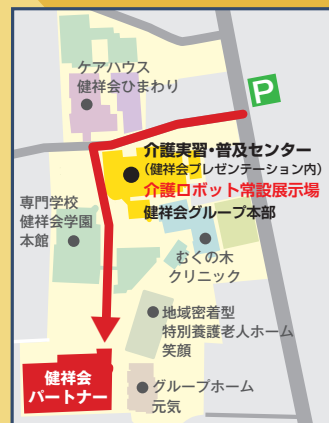 ケアハウス
健祥会ひまわり
P
介護実習・普及センター
（健祥会プレゼンテーション内）
介護ロボット常設展示場
健祥会グループ本部
専門学校
健祥会学園
本館
むくの木
クリニック
地域密着型
特別養護老人ホーム
笑顔
健祥会
パートナー
グループホーム
元気